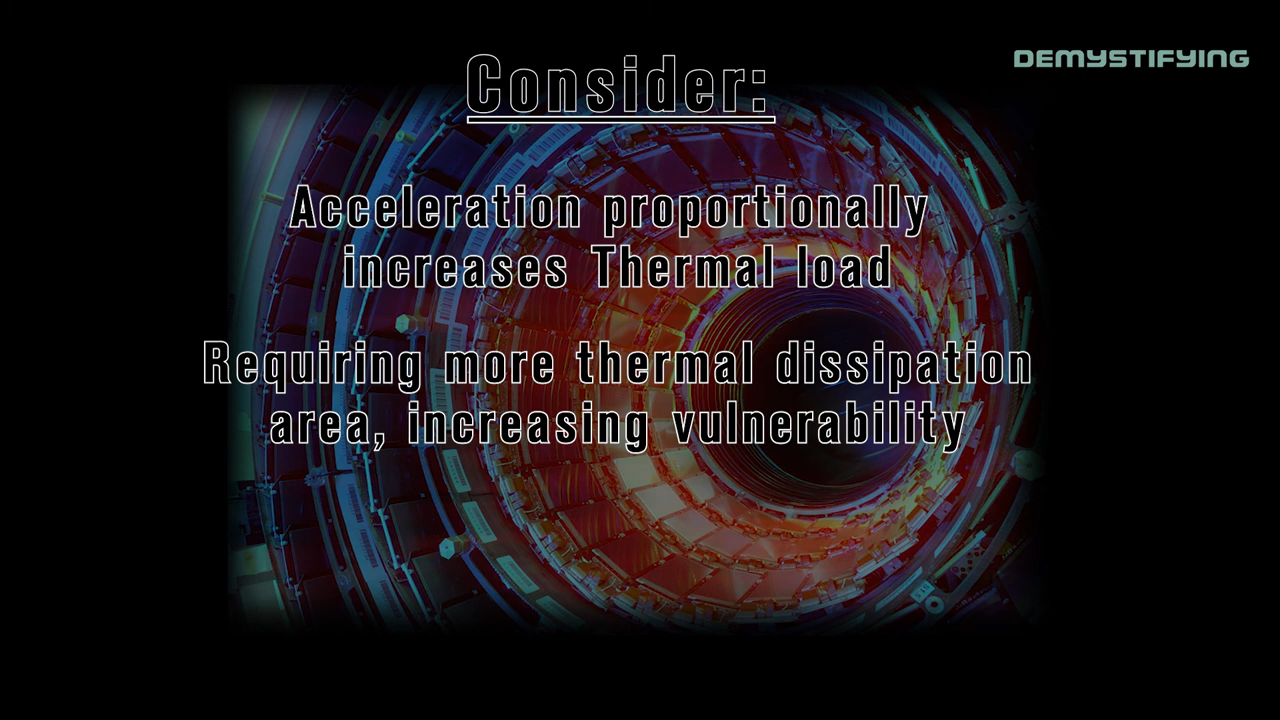 Consider:
DEMYSTIFYING
Acceleration proportionally
increases Thermal load
Requiring more thermal dissipation
area, increasing vulnerability